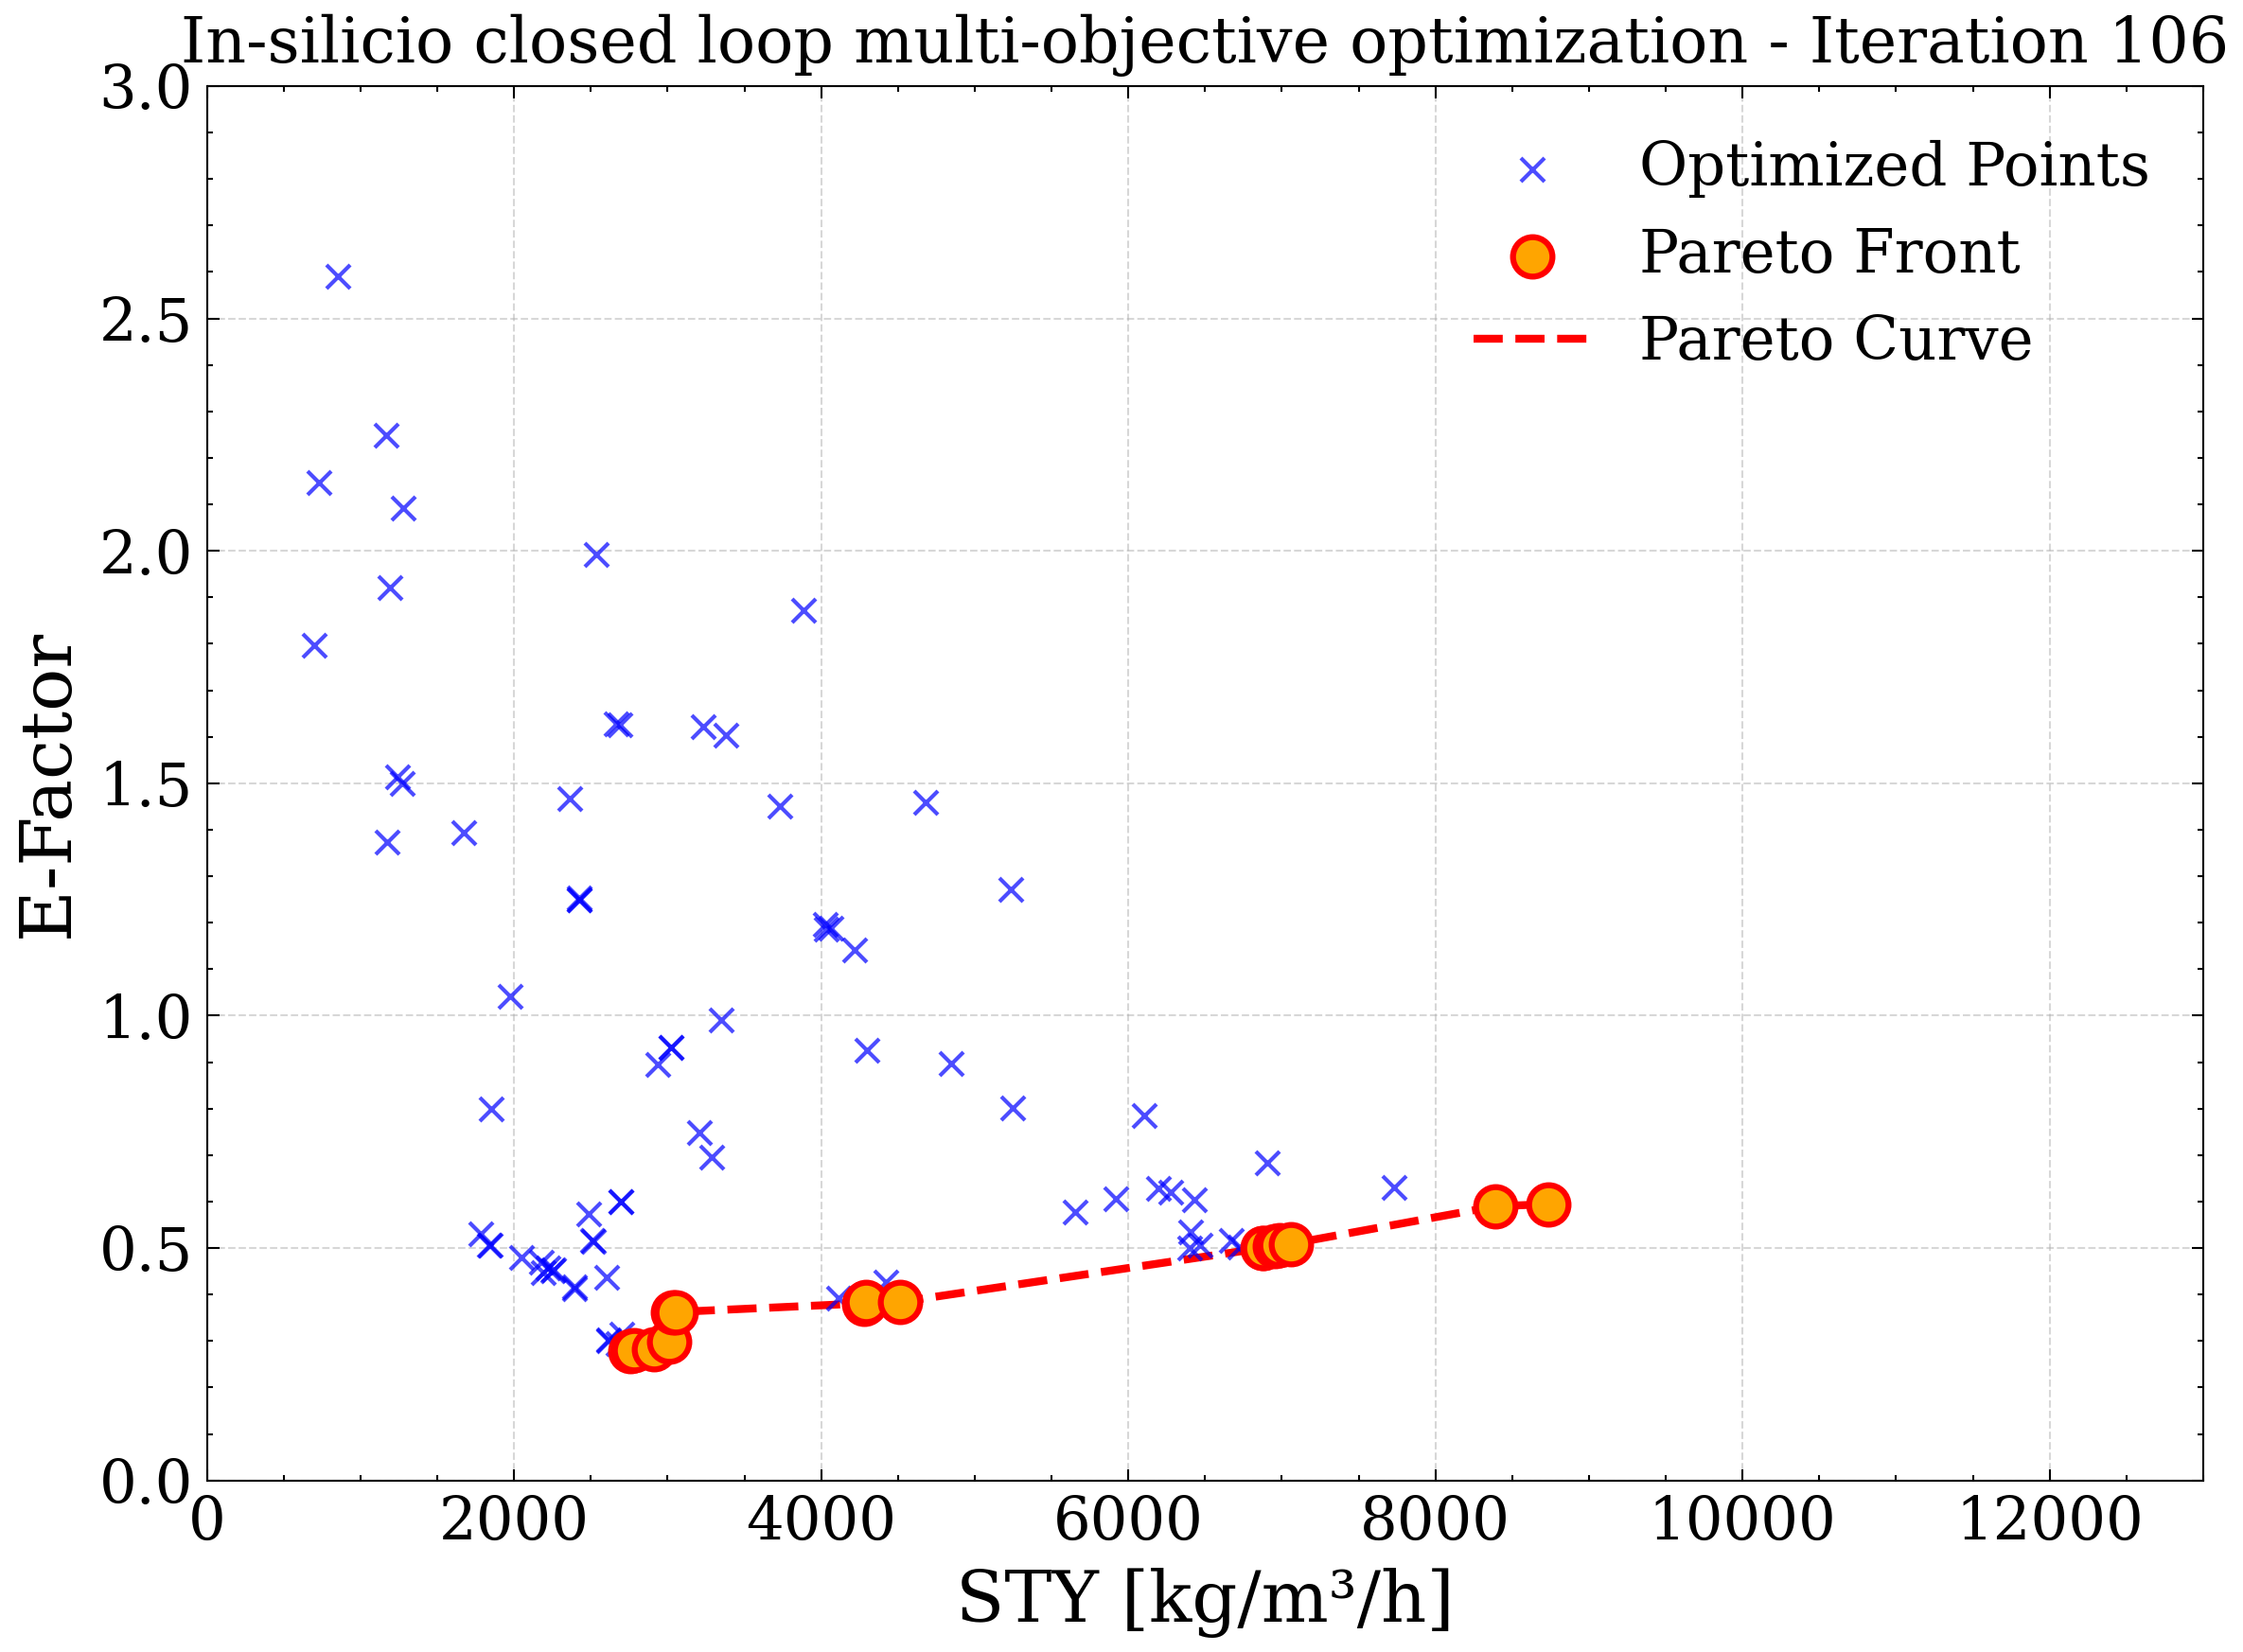 In-silicio closed loop multi-objective optimization - Iteration 106
3.0
2.5
2.0
1.5
1.0
0.5
0.0
E-Factor
Optimized Points
Pareto Front
Pareto Curve
0 2000 4000 6000 8000 10000 12000
STY [kg/m³/h]